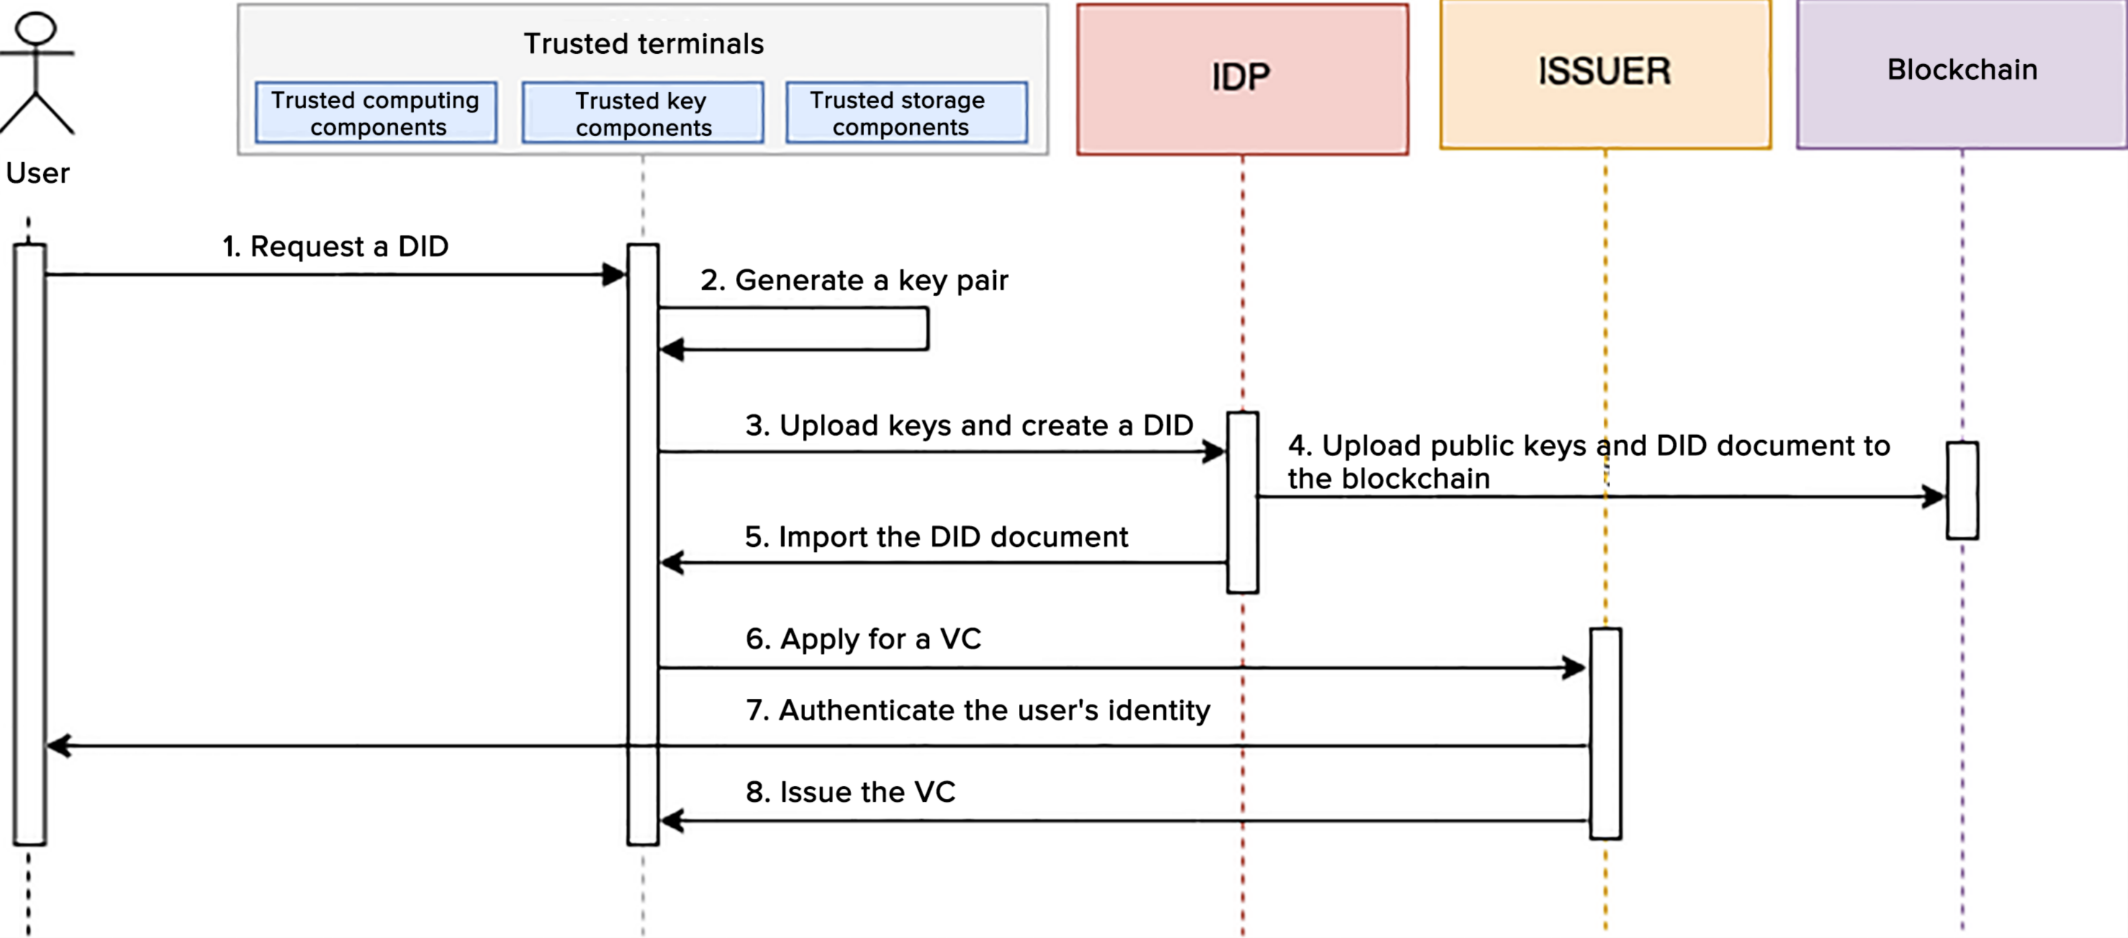 Trusted terminals
IDP
ISSUER
Blockchain
Trusted computing
components
Trusted key
components
Trusted storage
components
User
1. Request a DID
2. Generate a key pair
3. Upload keys and create a DID
4. Upload public keys and DID document to
the blockchain
5. Import the DID document
6. Apply for a VC
7. Authenticate the user's identity
8. Issue the VC